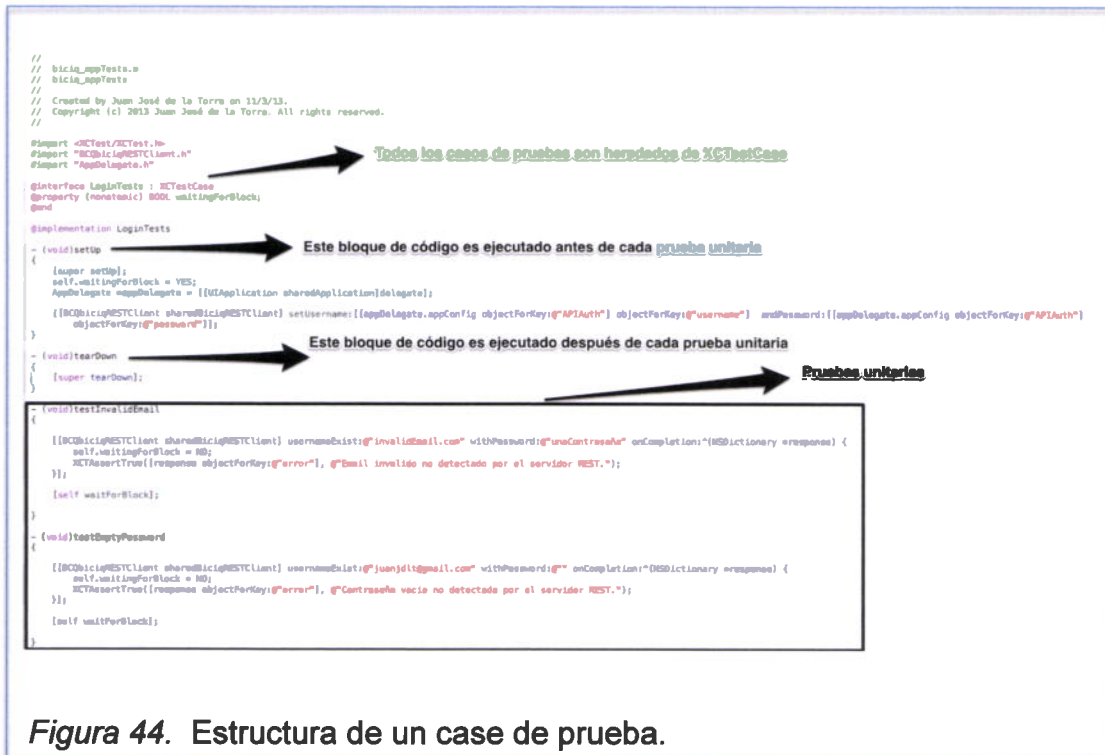 //
// biciq_appTests.m
// biciq_appTests
//
// Created by Juan José de la Torre on 11/3/13.
// Copyright (c) 2013 Juan José de la Torre. All rights reserved.
//
#import <XCTest/XCTest.h>
#import "BCQbiciqRESTClient.h"
#import "AppDelegate.h"
Todos los casos de pruebas son heredados de XCTestCase
@interface LoginTests : XCTestCase
@property (nonatomic) BOOL waitingForBlock;
@end
@implementation LoginTests
- (void)setUp
Este bloque de código es ejecutado antes de cada prueba unitaria
{
[super setUp];
self.waitingForBlock = YES;
AppDelegate *appDelegate = [[UIApplication sharedApplication]delegate];
[[BCQbiciqRESTClient sharedBiciqRESTClient] setUsername:[[appDelegate.appConfig objectForKey:@"APIAuth"] objectForKey:@"username"] andPassword:[[appDelegate.appConfig objectForKey:@"APIAuth"]
objectForKey:@"password"]];
}
Este bloque de código es ejecutado después de cada prueba unitaria
- (void)tearDown
{
[super tearDown];
}
Pruebas unitarias
- (void)testInvalidEmail
{
[[BCQbiciqRESTClient sharedBiciqRESTClient] usernameExist:@"invalidEmail.com" withPassword:@"unaContraseña" onCompletion:^(NSDictionary *response) {
self.waitingForBlock = NO;
XCTAssertTrue([response objectForKey:@"error"], @"Email invalido no detectado por el servidor REST.");
}];
[self waitForBlock];
}
- (void)testEmptyPassword
{
[[BCQbiciqRESTClient sharedBiciqRESTClient] usernameExist:@"juanjdlt@gmail.com" withPassword:@"" onCompletion:^(NSDictionary *response) {
self.waitingForBlock = NO;
XCTAssertTrue([response objectForKey:@"error"], @"Contraseña vacia no detectada por el servidor REST.");
}];
[self waitForBlock];
}
Figura 44. Estructura de un case de prueba.